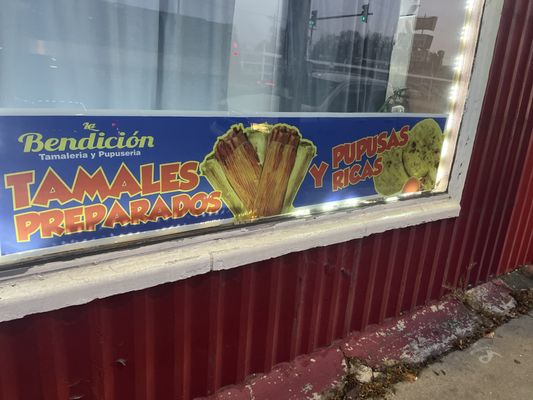 La
Bendición
Tamaleria y Pupuseria
TAMALES
PREPARADOS
Y PUPUSAS
RICAS